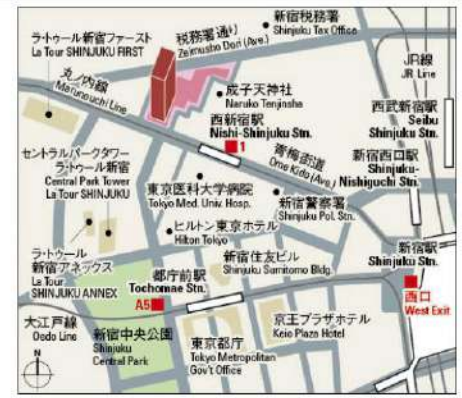 新宿税務署
Shinjuku Tax Office
ラ・トゥール新宿ファースト
La Tour SHINJUKU FIRST
税務署通り
Zeimusho Dori (Ave.)
JR線
JR Line
丸ノ内線
Marunouchi Line
成子天神社
Naruko Tenjinsha
西新宿駅
Nishi-Shinjuku Stn.
1
西武新宿駅
Seibu
Shinjuku Stn.
青梅街道
Ome Kaido (Ave.)
新宿西口駅
Shinjuku-
Nishiguchi Stn.
セントラルパークタワー
ラ・トゥール新宿
Central Park Tower
La Tour SHINJUKU
東京医科大学病院
Tokyo Med. Univ. Hosp.
新宿警察署
Shinjuku Pol. Stn.
ヒルトン東京ホテル
Hilton Tokyo
ラ・トゥール
新宿アネックス
La Tour
SHINJUKU ANNEX
都庁前駅
Tochomae Stn.
A5
新宿住友ビル
Shinjuku Sumitomo Bldg.
新宿駅
Shinjuku Stn.
西口
West Exit
大江戸線
Oedo Line
新宿中央公園
Shinjuku
Central Park
東京都庁
Tokyo Metropolitan
Gov't Office
京王プラザホテル
Keio Plaza Hotel
N